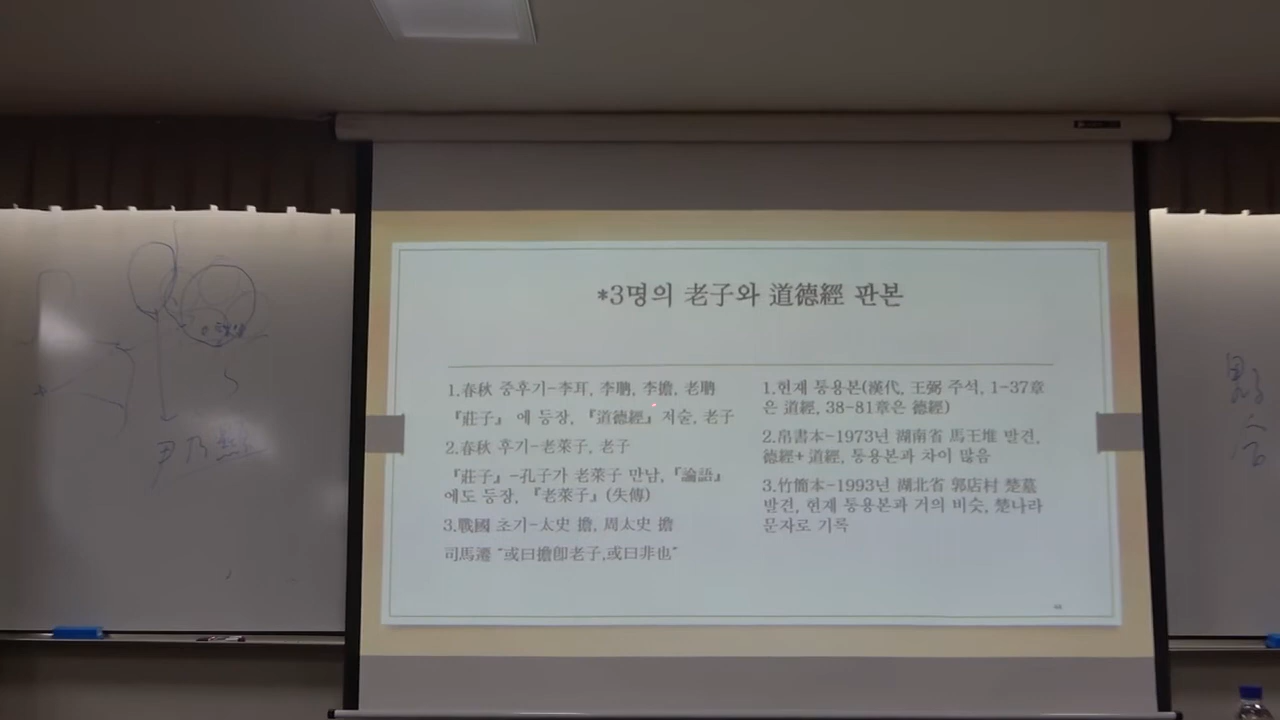 *3명의 老子와 道德經 판본
1.春秋 중후기-李耳, 李聃, 李擔, 老聃
『莊子』 에 등장, 『道德經』 저술, 老子
2.春秋 후기-老萊子, 老子
『莊子』-孔子가 老萊子 만남, 『論語』
에도 등장, 『老萊子』(失傳)
3.戰國 초기-太史 擔, 周太史 擔
司馬遷 "或曰擔卽老子,或曰非也"
1.현재 통용본(漢代, 王弼 주석, 1-37章
은 道經, 38-81章은 德經)
2.帛書本-1973년 湖南省 馬王堆 발견,
德經+ 道經, 통용본과 차이 많음
3.竹簡本-1993년 湖北省 郭店村 楚墓
발견, 현재 통용본과 거의 비슷, 楚나라
문자로 기록
尹乃